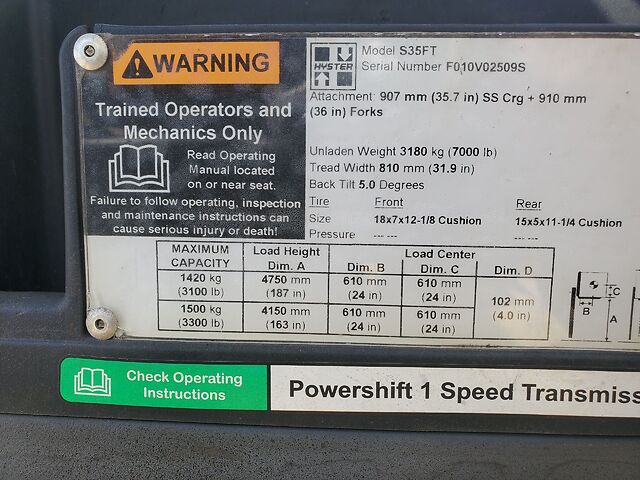 WARNING
Trained Operators and
Mechanics Only
Read Operating
Manual located
on or near seat.
Failure to follow operating, inspection
and maintenance instructions can
cause serious injury or death!
HYSTER
Model S35FT
Serial Number F010V02509S
Attachment: 907 mm (35.7 in) SS Crg + 910 mm
(36 in) Forks
Unladen Weight 3180 kg (7000 lb)
Tread Width 810 mm (31.9 in)
Back Tilt 5.0 Degrees
Tire Front Rear
Size 18x7x12-1/8 Cushion 15x5x11-1/4 Cushion
Pressure --- --- --- ---
MAXIMUM CAPACITY Load Height Dim. A Load Center Dim. B Dim. C Dim. D
1420 kg (3100 lb) 4750 mm (187 in) 610 mm (24 in) 610 mm (24 in) 102 mm (4.0 in)
1500 kg (3300 lb) 4150 mm (163 in) 610 mm (24 in) 610 mm (24 in)
C
B
A
Check Operating
Instructions
Powershift 1 Speed Transmiss